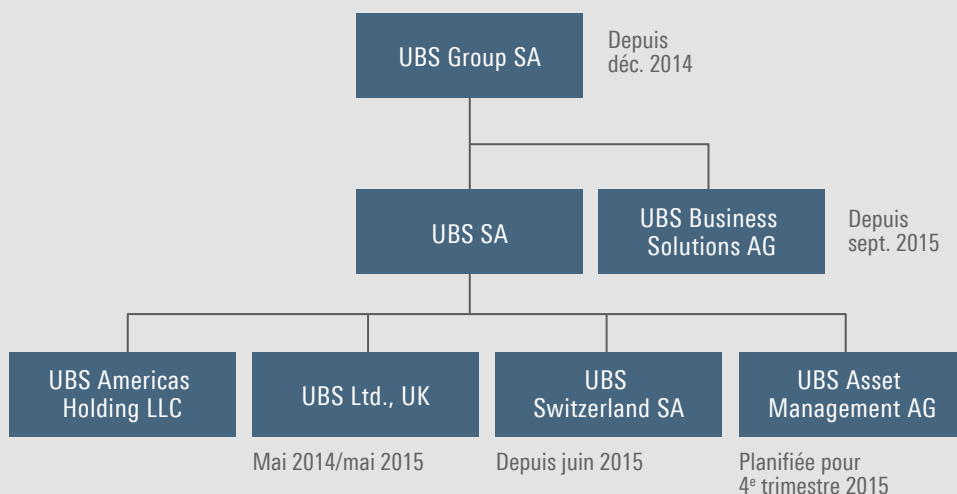 UBS Group SA
Depuis
déc. 2014
UBS SA
UBS Business
Solutions AG
Depuis
sept. 2015
UBS Americas
Holding LLC
UBS Ltd., UK
UBS
Switzerland SA
UBS Asset
Management AG
Mai 2014/mai 2015
Depuis juin 2015
Planifiée pour
4e trimestre 2015